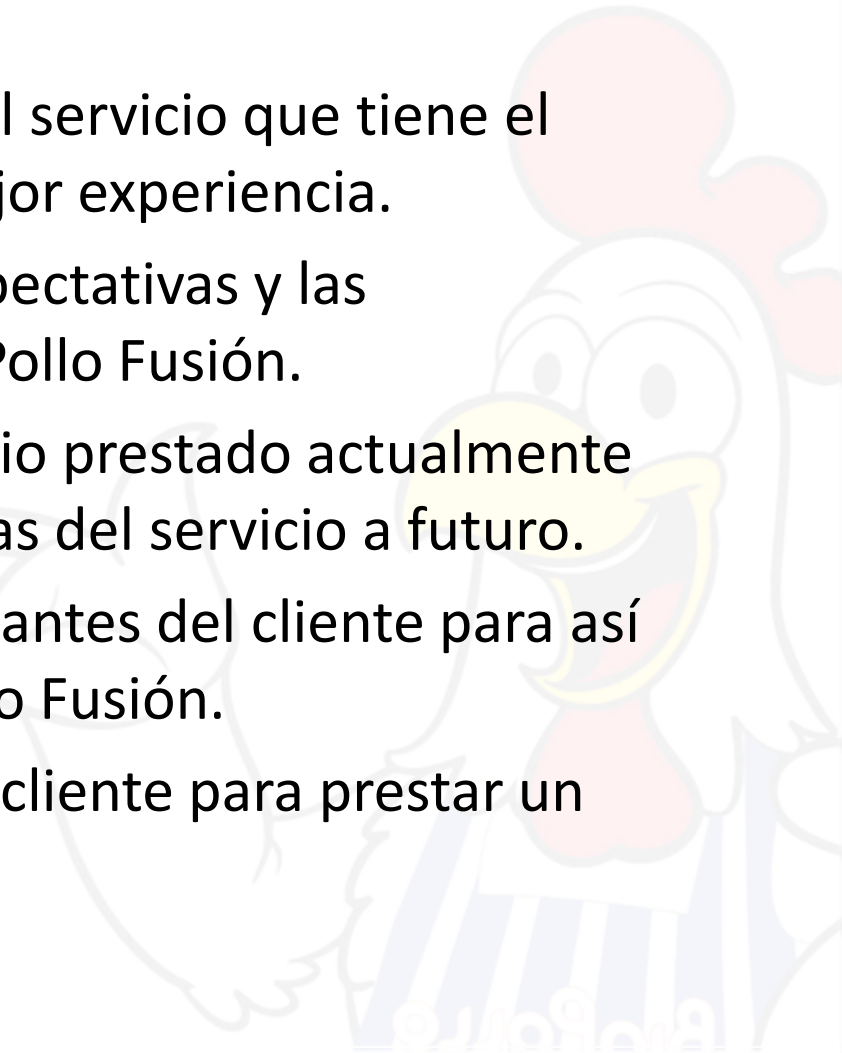 l servicio que tiene el
jor experiencia.
pectativas y las
Pollo Fusión.
io prestado actualmente
as del servicio a futuro.
antes del cliente para así
o Fusión.
cliente para prestar un